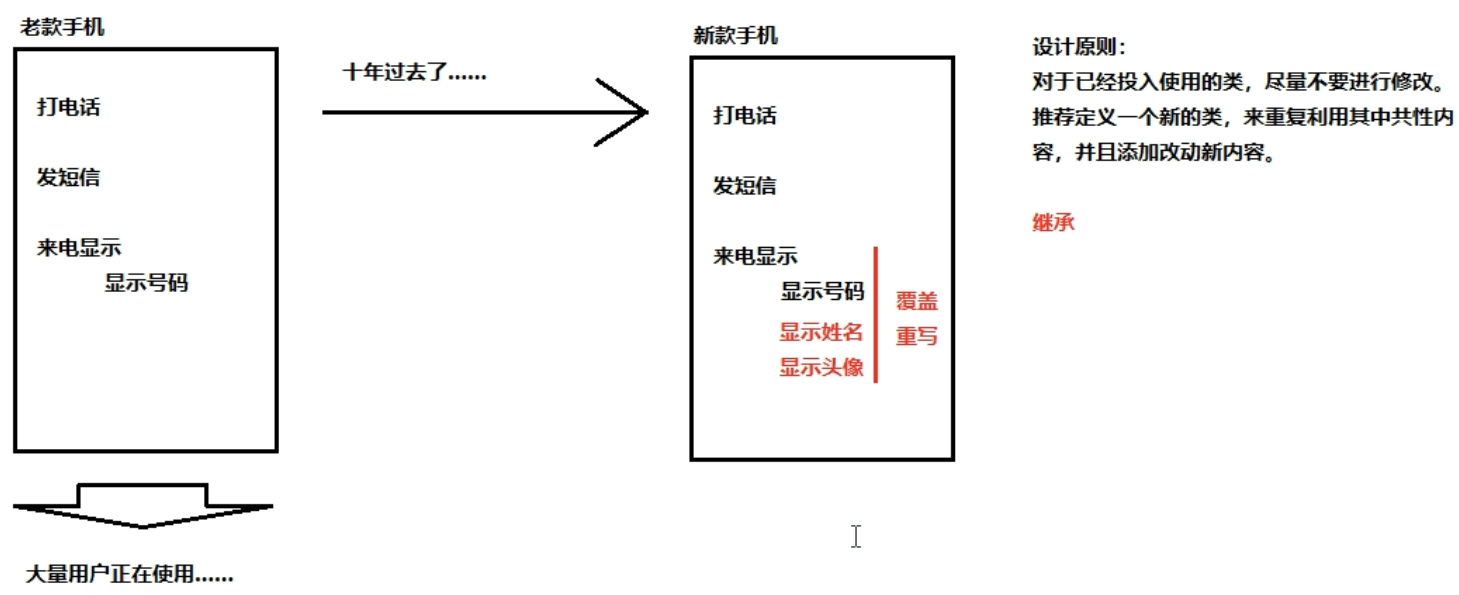 老款手机
打电话
发短信
来电显示
显示号码
大量用户正在使用......
十年过去了......
新款手机
打电话
发短信
来电显示
显示号码
显示姓名
显示头像
覆盖
重写
设计原则：
对于已经投入使用的类，尽量不要进行修改。
推荐定义一个新的类，来重复利用其中共性内
容，并且添加改动新内容。
继承